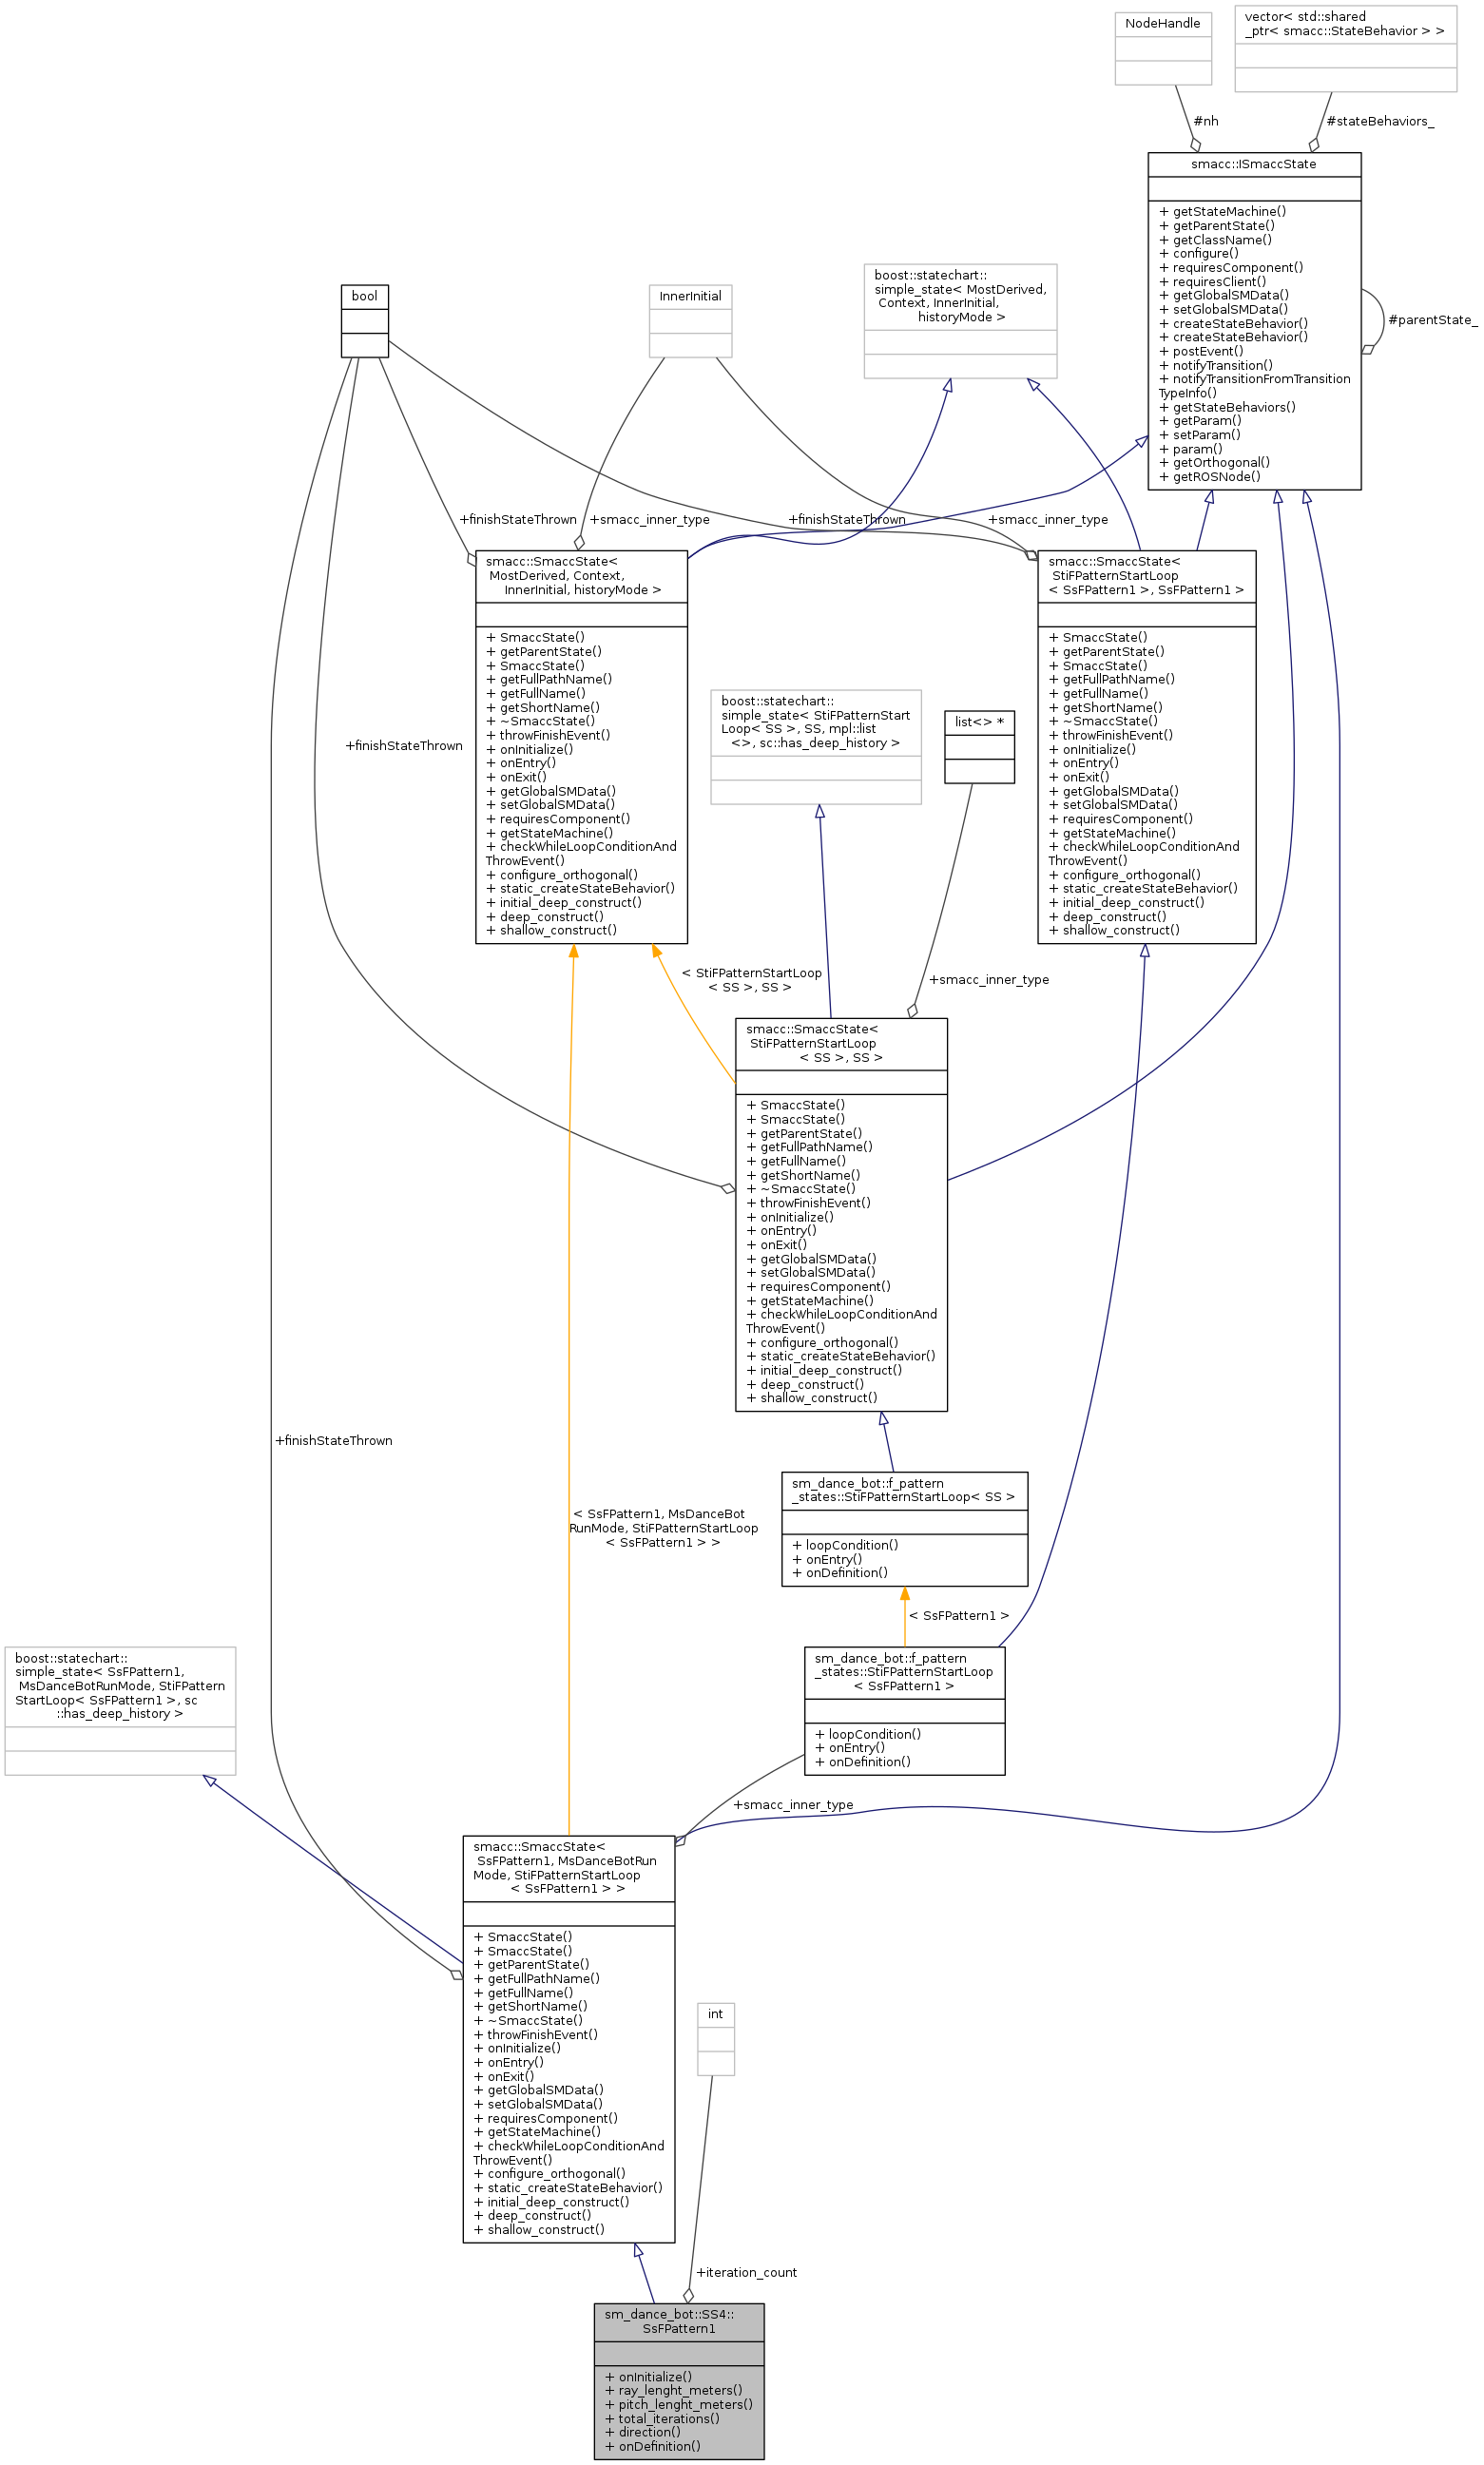 NodeHandle
vector< std::shared
_ptr< smacc::StateBehavior > >
#nh
#stateBehaviors_
smacc::ISmaccState
+ getStateMachine()
+ getParentState()
+ getClassName()
+ configure()
+ requiresComponent()
+ requiresClient()
+ getGlobalSMData()
+ setGlobalSMData()
+ createStateBehavior()
+ createStateBehavior()
+ postEvent()
+ notifyTransition()
+ notifyTransitionFromTransition
TypeInfo()
+ getStateBehaviors()
+ getParam()
+ setParam()
+ param()
+ getOrthogonal()
+ getROSNode()
#parentState_
boost::statechart::
simple_state< MostDerived,
Context, InnerInitial,
historyMode >
bool
InnerInitial
+finishStateThrown
+smacc_inner_type
+finishStateThrown
+smacc_inner_type
smacc::SmaccState<
MostDerived, Context,
InnerInitial, historyMode >
+ SmaccState()
+ getParentState()
+ SmaccState()
+ getFullPathName()
+ getFullName()
+ getShortName()
+ ~SmaccState()
+ throwFinishEvent()
+ onInitialize()
+ onEntry()
+ onExit()
+ getGlobalSMData()
+ setGlobalSMData()
+ requiresComponent()
+ getStateMachine()
+ checkWhileLoopConditionAnd
ThrowEvent()
+ configure_orthogonal()
+ static_createStateBehavior()
+ initial_deep_construct()
+ deep_construct()
+ shallow_construct()
smacc::SmaccState<
StiFPatternStartLoop
< SsFPattern1 >, SsFPattern1 >
+ SmaccState()
+ getParentState()
+ SmaccState()
+ getFullPathName()
+ getFullName()
+ getShortName()
+ ~SmaccState()
+ throwFinishEvent()
+ onInitialize()
+ onEntry()
+ onExit()
+ getGlobalSMData()
+ setGlobalSMData()
+ requiresComponent()
+ getStateMachine()
+ checkWhileLoopConditionAnd
ThrowEvent()
+ configure_orthogonal()
+ static_createStateBehavior()
+ initial_deep_construct()
+ deep_construct()
+ shallow_construct()
boost::statechart::
simple_state< StiFPatternStart
Loop< SS >, SS, mpl::list
<>, sc::has_deep_history >
list<> *
+finishStateThrown
< StiFPatternStartLoop
< SS >, SS >
+smacc_inner_type
smacc::SmaccState<
StiFPatternStartLoop
< SS >, SS >
+ SmaccState()
+ SmaccState()
+ getParentState()
+ getFullPathName()
+ getFullName()
+ getShortName()
+ ~SmaccState()
+ throwFinishEvent()
+ onInitialize()
+ onEntry()
+ onExit()
+ getGlobalSMData()
+ setGlobalSMData()
+ requiresComponent()
+ getStateMachine()
+ checkWhileLoopConditionAnd
ThrowEvent()
+ configure_orthogonal()
+ static_createStateBehavior()
+ initial_deep_construct()
+ deep_construct()
+ shallow_construct()
+finishStateThrown
sm_dance_bot::f_pattern
_states::StiFPatternStartLoop< SS >
+ loopCondition()
+ onEntry()
+ onDefinition()
< SsFPattern1, MsDanceBot
RunMode, StiFPatternStartLoop
< SsFPattern1 > >
< SsFPattern1 >
boost::statechart::
simple_state< SsFPattern1,
MsDanceBotRunMode, StiFPattern
StartLoop< SsFPattern1 >, sc
::has_deep_history >
sm_dance_bot::f_pattern
_states::StiFPatternStartLoop
< SsFPattern1 >
+ loopCondition()
+ onEntry()
+ onDefinition()
+smacc_inner_type
smacc::SmaccState<
SsFPattern1, MsDanceBotRun
Mode, StiFPatternStartLoop
< SsFPattern1 > >
+ SmaccState()
+ SmaccState()
+ getParentState()
+ getFullPathName()
+ getFullName()
+ getShortName()
+ ~SmaccState()
+ throwFinishEvent()
+ onInitialize()
+ onEntry()
+ onExit()
+ getGlobalSMData()
+ setGlobalSMData()
+ requiresComponent()
+ getStateMachine()
+ checkWhileLoopConditionAnd
ThrowEvent()
+ configure_orthogonal()
+ static_createStateBehavior()
+ initial_deep_construct()
+ deep_construct()
+ shallow_construct()
int
+iteration_count
sm_dance_bot::SS4::
SsFPattern1
+ onInitialize()
+ ray_lenght_meters()
+ pitch_lenght_meters()
+ total_iterations()
+ direction()
+ onDefinition()